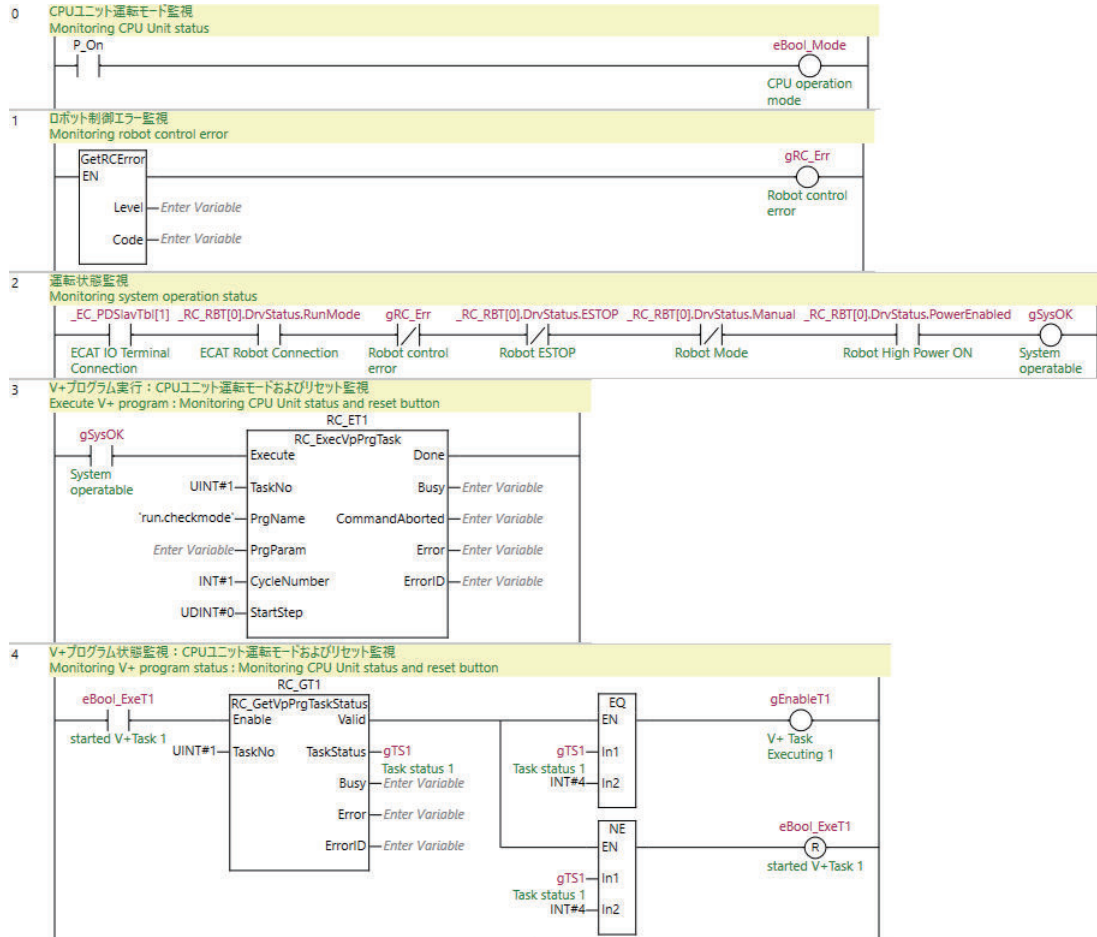 0
CPUユニット運転モード監視
Monitoring CPU Unit status
P_On
eBool_Mode
CPU operation
mode
1
ロボット制御エラー監視
Monitoring robot control error
GetRCError
EN
gRC_Err
Robot control
error
Level
Enter Variable
Code
Enter Variable
2
運転状態監視
Monitoring system operation status
_EC_PDSlavTbl[1] _RC_RBT[0].DrvStatus.RunMode gRC_Err _RC_RBT[0].DrvStatus.ESTOP _RC_RBT[0].DrvStatus.Manual _RC_RBT[0].DrvStatus.PowerEnabled gSysOK
ECAT IO Terminal
Connection
ECAT Robot Connection
Robot control
error
Robot ESTOP
Robot Mode
Robot High Power ON
System
operatable
3
V+プログラム実行：CPUユニット運転モードおよびリセット監視
Execute V+ program : Monitoring CPU Unit status and reset button
RC_ET1
gSysOK
System
operatable
RC_ExecVpPrgTask
Execute Done
UINT#1 TaskNo Busy Enter Variable
'run.checkmode' PrgName CommandAborted Enter Variable
Enter Variable PrgParam Error Enter Variable
INT#1 CycleNumber ErrorID Enter Variable
UDINT#0 StartStep
4
V+プログラム状態監視：CPUユニット運転モードおよびリセット監視
Monitoring V+ program status : Monitoring CPU Unit status and reset button
RC_GT1
eBool_ExeT1
started V+Task 1
RC_GetVpPrgTaskStatus
Enable Valid
UINT#1 TaskNo TaskStatus gTS1
Task status 1
Busy Enter Variable
Error Enter Variable
ErrorID Enter Variable
EQ
EN
gTS1 In1
Task status 1
INT#4 In2
gEnableT1
V+ Task
Executing 1
NE
EN
gTS1 In1
Task status 1
INT#4 In2
eBool_ExeT1
R
started V+Task 1